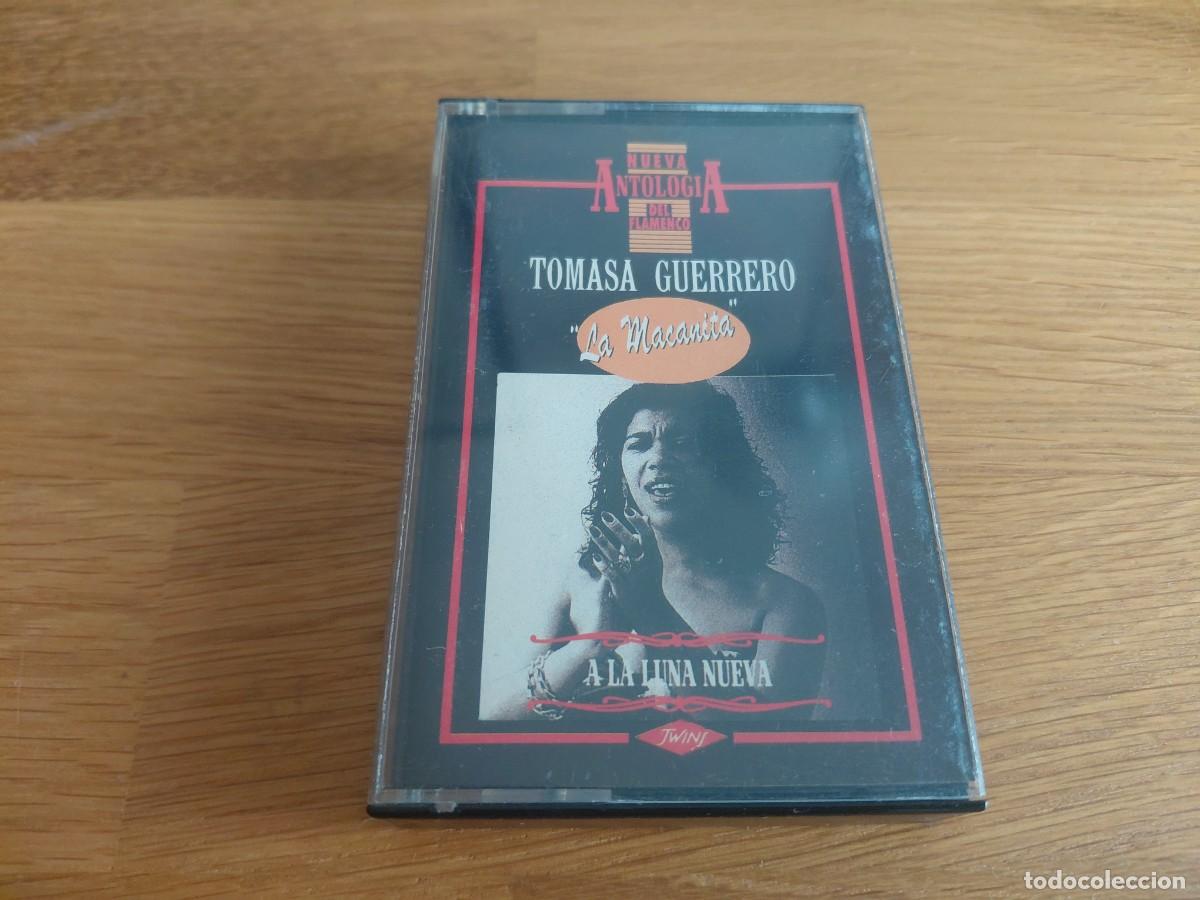 NUEVA
ANTOLOGIA
DEL
FLAMENCO
TOMASA GUERRERO
"La Macanita"
A LA LUNA NUEVA
TWINS
todocoleccion